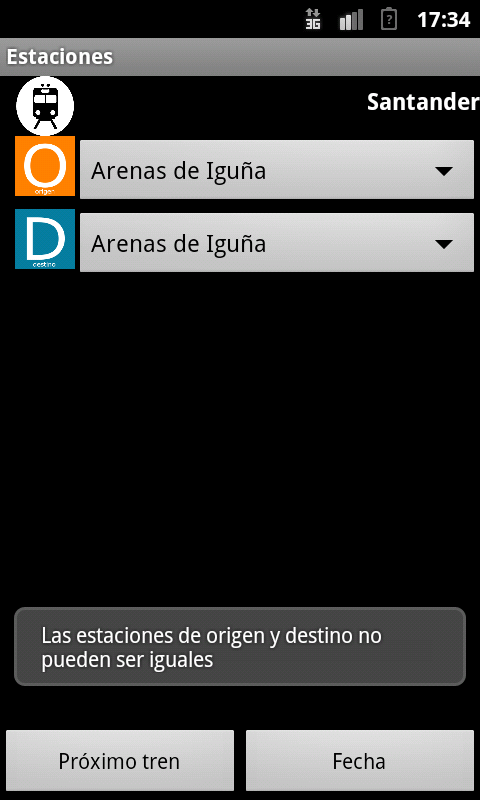 3G
?
17:34
Estaciones
Santander
O
origen
Arenas de Iguña
D
destino
Arenas de Iguña
Las estaciones de origen y destino no
pueden ser iguales
Próximo tren
Fecha